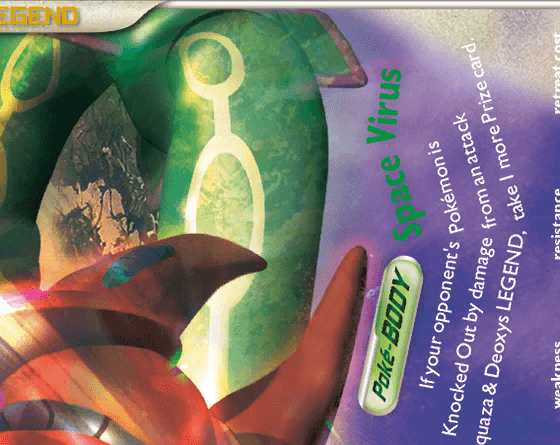 EGEND
Poké-BODY Space Virus
If your opponent's Pokémon is
Knocked Out by damage from an attack
quaza & Deoxys LEGEND, take 1 more Prize card.
weakness resistance retreat cost